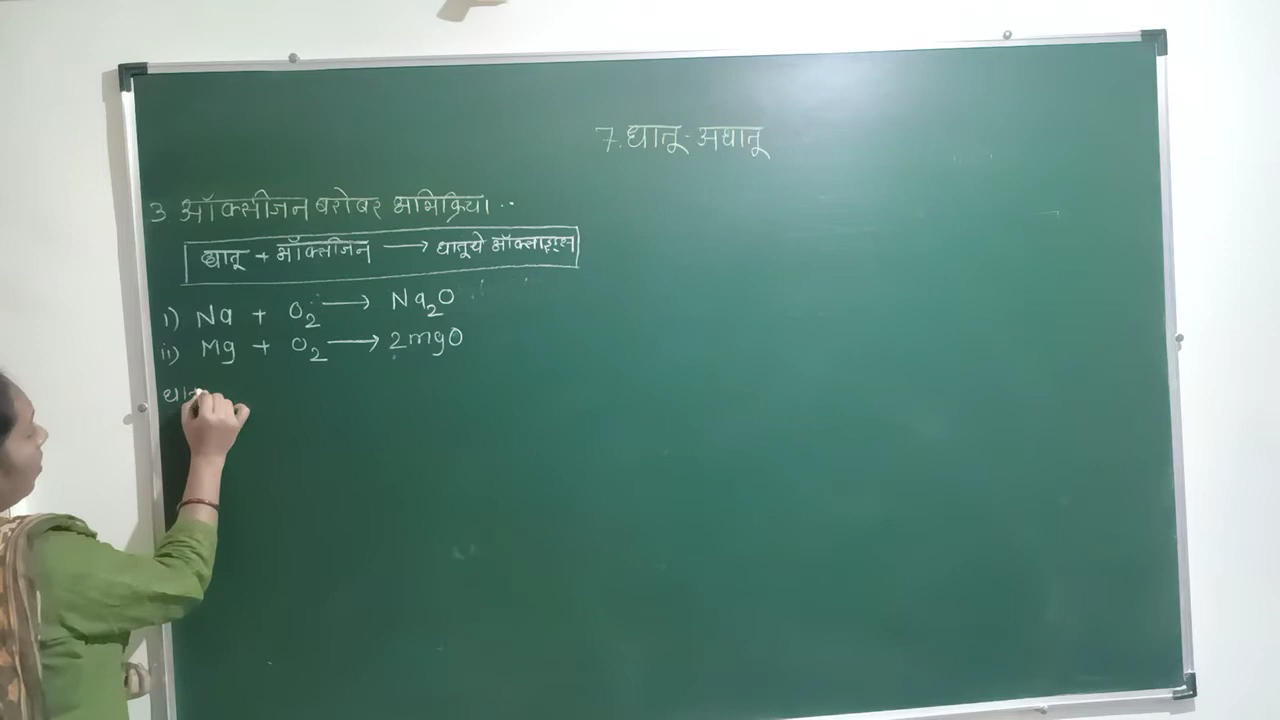 7. धातू - अधातू
3 ऑक्सीजन बरोबर अभिक्रिया..
धातू + ऑक्सीजन ⟶ धातूचे ऑक्साइड्स
i) Na + O₂ ⟶ Na₂O
ii) Mg + O₂ ⟶ 2mgO
धा